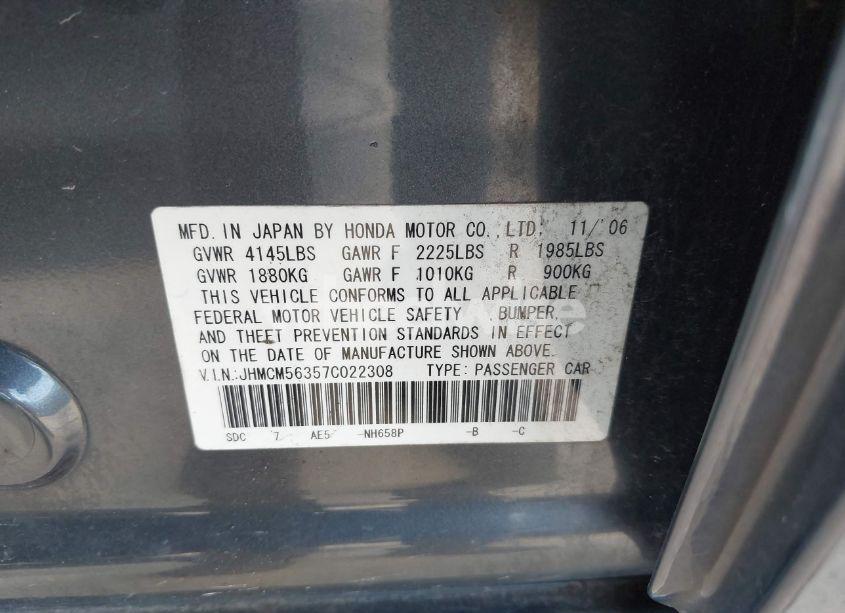 MFD. IN JAPAN BY HONDA MOTOR CO., LTD. 11/'06
GVWR 4145LBS GAWR F 2225LBS R 1985LBS
GVWR 1880KG GAWR F 1010KG R 900KG
THIS VEHICLE CONFORMS TO ALL APPLICABLE
FEDERAL MOTOR VEHICLE SAFETY , BUMPER,
AND THEFT PREVENTION STANDARDS IN EFFECT
ON THE DATE OF MANUFACTURE SHOWN ABOVE.
V.I.N.:JHMCM56357C022308 TYPE: PASSENGER CAR
SDC 7 AE5 -NH658P -B -C